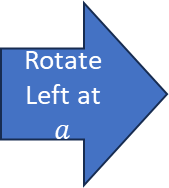 Rotate
Left at
a